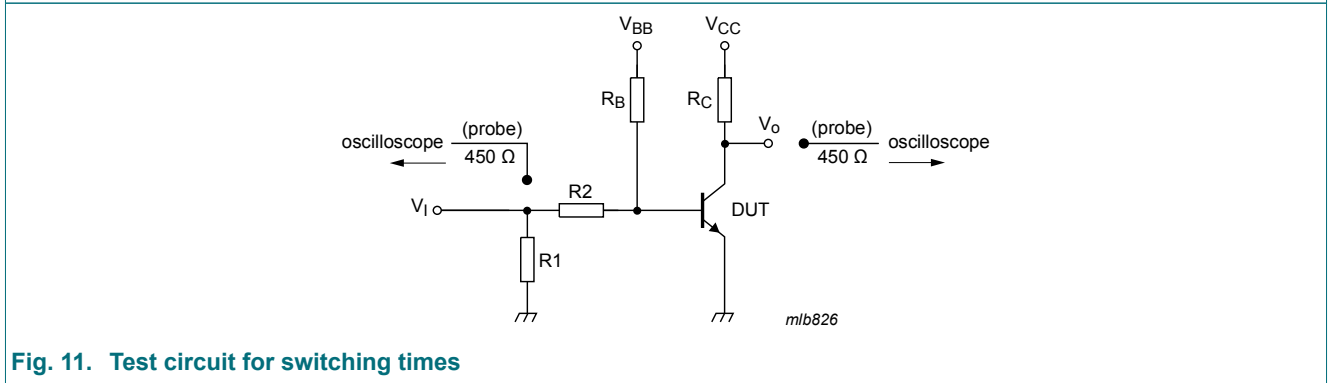 VBB
VCC
RB
RC
oscilloscope
(probe)
450 Ω
Vo
(probe)
450 Ω
oscilloscope
R2
VI
DUT
R1
mlb826
Fig. 11. Test circuit for switching times